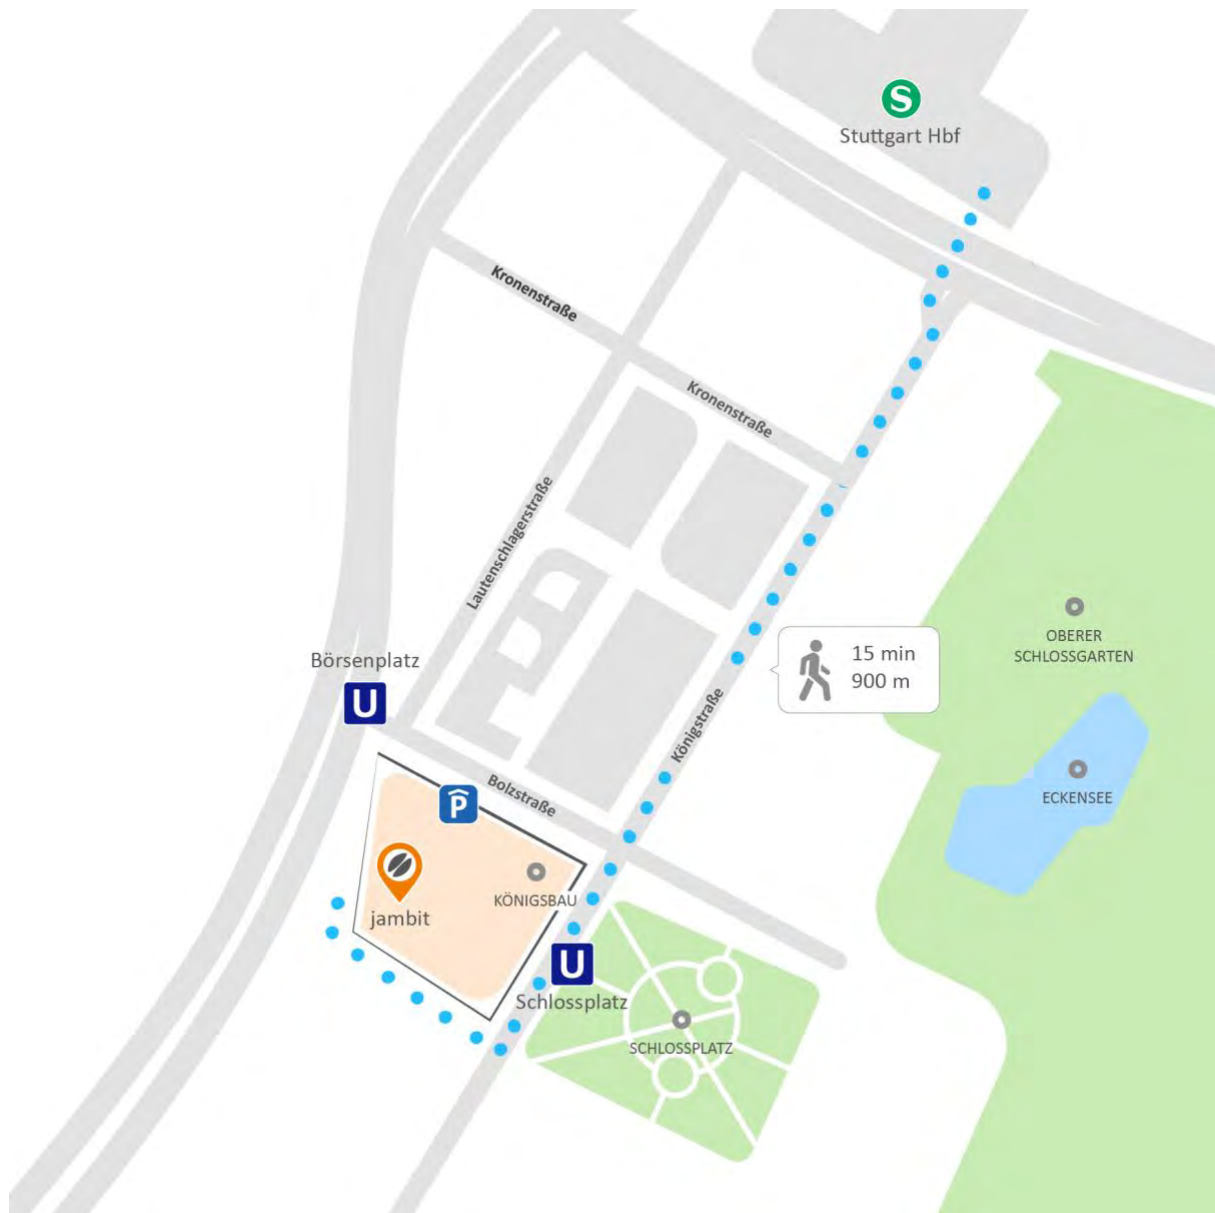 S
Stuttgart Hbf
Kronenstraße
Kronenstraße
Lautenschlagerstraße
OBERER
SCHLOSSGARTEN
15 min
900 m
Börsenplatz
U
Königstraße
ECKENSEE
Bolzstraße
P
KÖNIGSBAU
jambit
U
Schlossplatz
SCHLOSSPLATZ